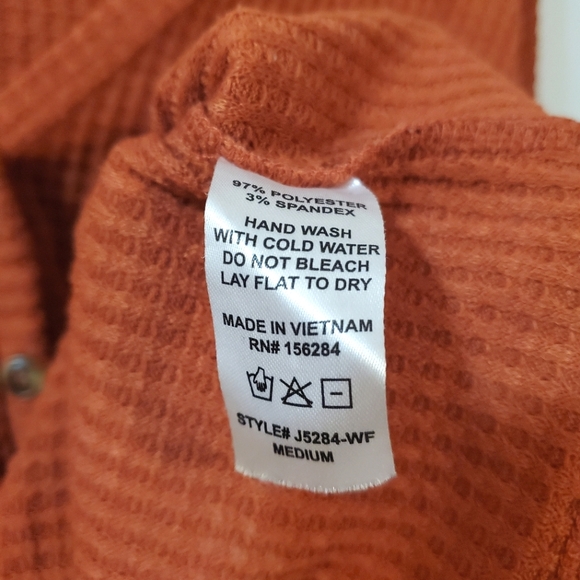 97% POLYESTER
3% SPANDEX
HAND WASH
WITH COLD WATER
DO NOT BLEACH
LAY FLAT TO DRY
MADE IN VIETNAM
RN# 156284
STYLE# J5284-WF
MEDIUM